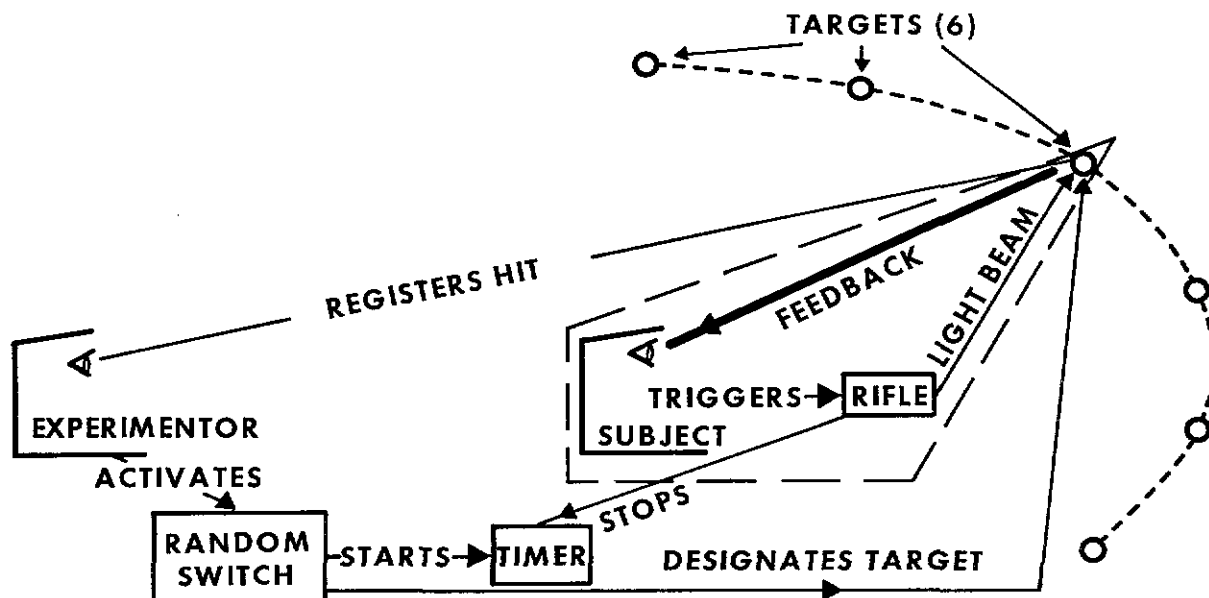 TARGETS (6)
REGISTERS HIT
FEEDBACK
LIGHT BEAM
TRIGGERS
RIFLE
EXPERIMENTOR
SUBJECT
ACTIVATES
STOPS
RANDOM
SWITCH
STARTS
TIMER
DESIGNATES TARGET